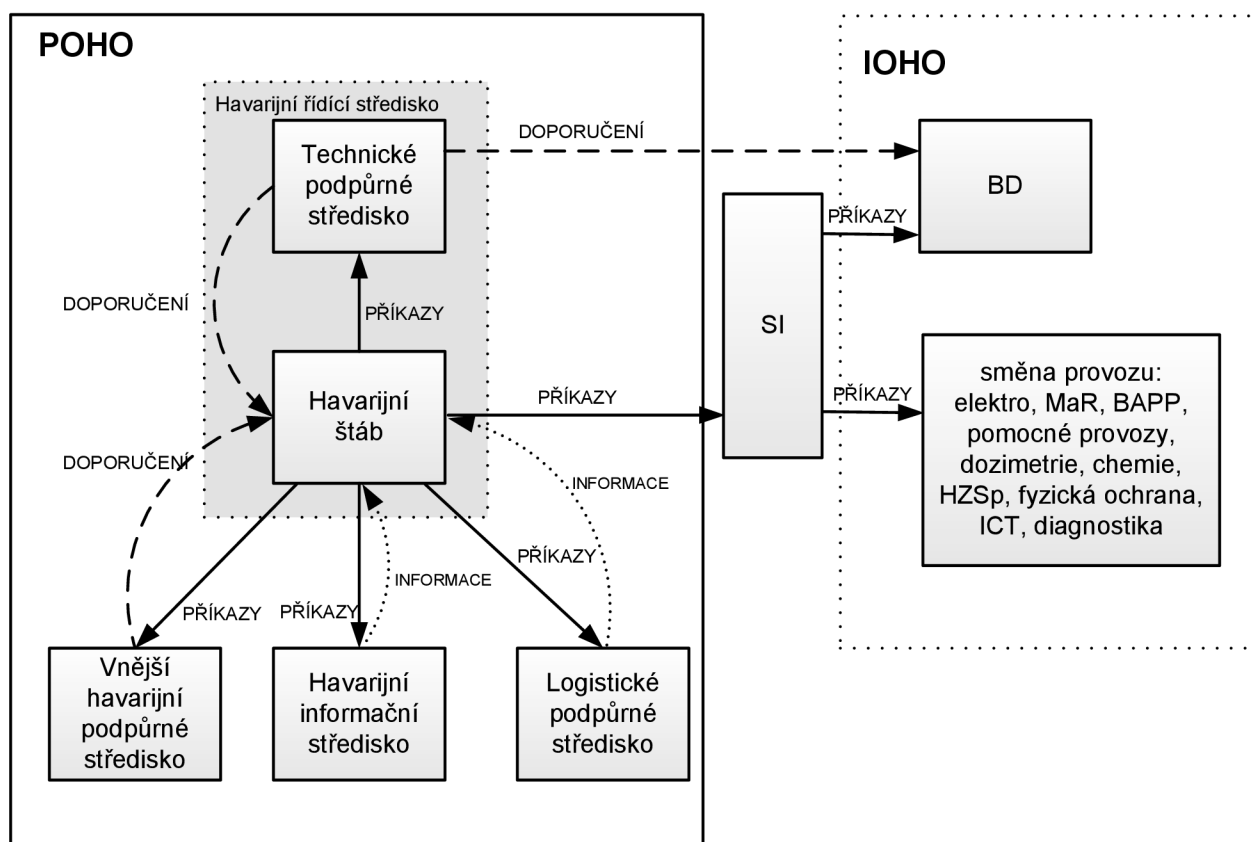 POHO
IOHO
Havarijní řídící středisko
Technické
podpůrné
středisko
DOPORUČENÍ
BD
PŘÍKAZY
DOPORUČENÍ
PŘÍKAZY
SI
Havarijní
štáb
PŘÍKAZY
PŘÍKAZY
směna provozu:
elektro, MaR, BAPP,
pomocné provozy,
dozimetrie, chemie,
HZSp, fyzická ochrana,
ICT, diagnostika
DOPORUČENÍ
INFORMACE
PŘÍKAZY
INFORMACE
PŘÍKAZY
PŘÍKAZY
Vnější
havarijní
podpůrné
středisko
Havarijní
informační
středisko
Logistické
podpůrné
středisko